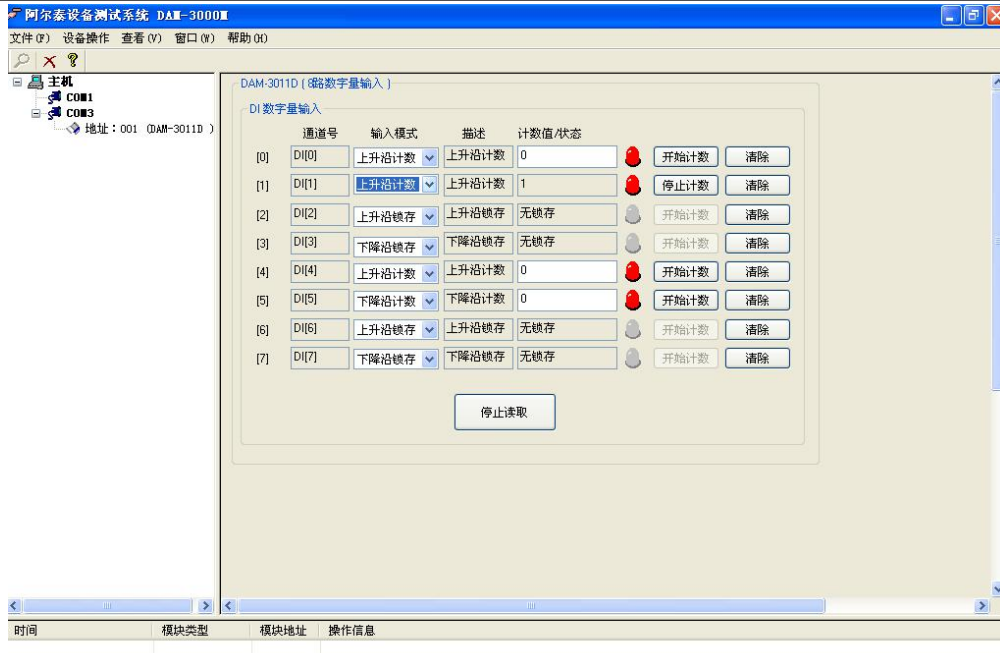 阿尔泰设备测试系统 DAM-3000M
文件(F) 设备操作 查看(V) 窗口(W) 帮助(H)
主机
COM1
COM3
地址：001 (DAM-3011D )
DAM-3011D ( 8路数字量输入 )
DI 数字量输入
通道号 输入模式 描述 计数值/状态
[0] DI[0] 上升沿计数 上升沿计数 0 开始计数 清除
[1] DI[1] 上升沿计数 上升沿计数 1 停止计数 清除
[2] DI[2] 上升沿锁存 上升沿锁存 无锁存 开始计数 清除
[3] DI[3] 下降沿锁存 下降沿锁存 无锁存 开始计数 清除
[4] DI[4] 上升沿计数 上升沿计数 0 开始计数 清除
[5] DI[5] 下降沿计数 下降沿计数 0 开始计数 清除
[6] DI[6] 上升沿锁存 上升沿锁存 无锁存 开始计数 清除
[7] DI[7] 下降沿锁存 下降沿锁存 无锁存 开始计数 清除
停止读取
时间 模块类型 模块地址 操作信息